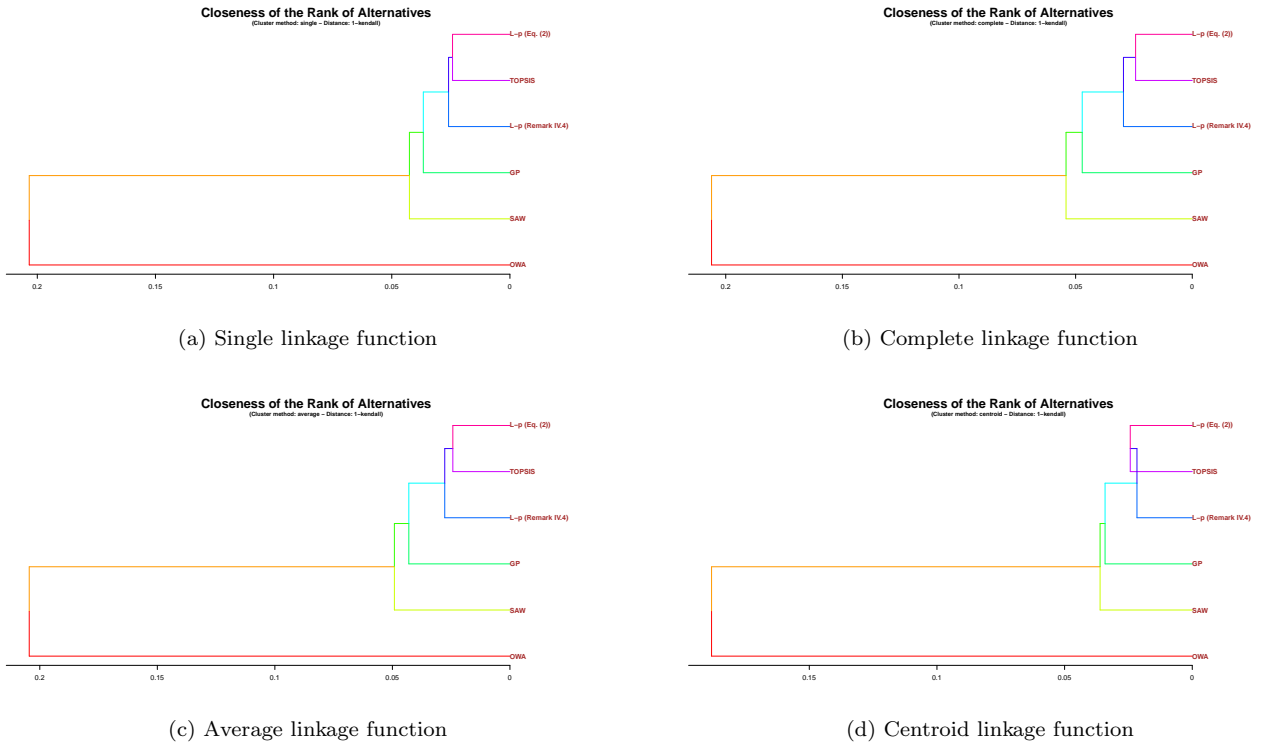 Closeness of the Rank of Alternatives
(Cluster method: single – Distance: 1–kendall)
L–p (Eq. (2))
TOPSIS
L–p (Remark IV.4)
GP
SAW
OWA
0.2 0.15 0.1 0.05 0
(a) Single linkage function
Closeness of the Rank of Alternatives
(Cluster method: complete – Distance: 1–kendall)
L–p (Eq. (2))
TOPSIS
L–p (Remark IV.4)
GP
SAW
OWA
0.2 0.15 0.1 0.05 0
(b) Complete linkage function
Closeness of the Rank of Alternatives
(Cluster method: average – Distance: 1–kendall)
L–p (Eq. (2))
TOPSIS
L–p (Remark IV.4)
GP
SAW
OWA
0.2 0.15 0.1 0.05 0
(c) Average linkage function
Closeness of the Rank of Alternatives
(Cluster method: centroid – Distance: 1–kendall)
L–p (Eq. (2))
TOPSIS
L–p (Remark IV.4)
GP
SAW
OWA
0.15 0.1 0.05 0
(d) Centroid linkage function